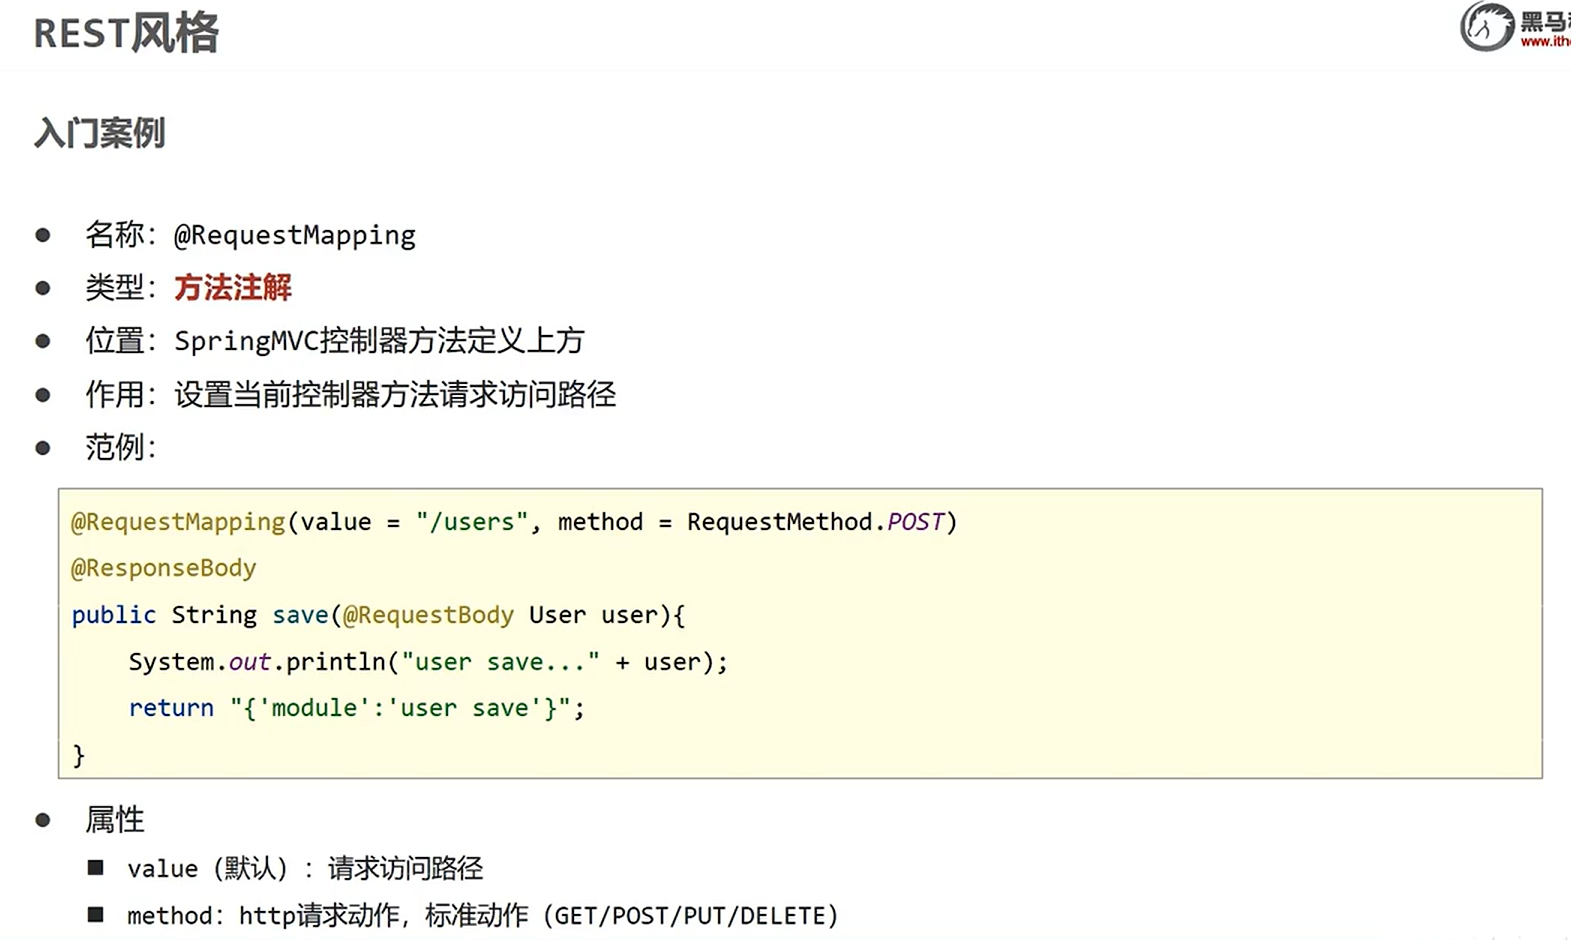 REST风格
黑马
www.ith
入门案例
● 名称：@RequestMapping
● 类型：方法注解
● 位置：SpringMVC控制器方法定义上方
● 作用：设置当前控制器方法请求访问路径
● 范例：
@RequestMapping(value = "/users", method = RequestMethod.POST)
@ResponseBody
public String save(@RequestBody User user){
    System.out.println("user save..." + user);
    return "{'module':'user save'}";
}
● 属性
■ value（默认）：请求访问路径
■ method：http请求动作，标准动作（GET/POST/PUT/DELETE）